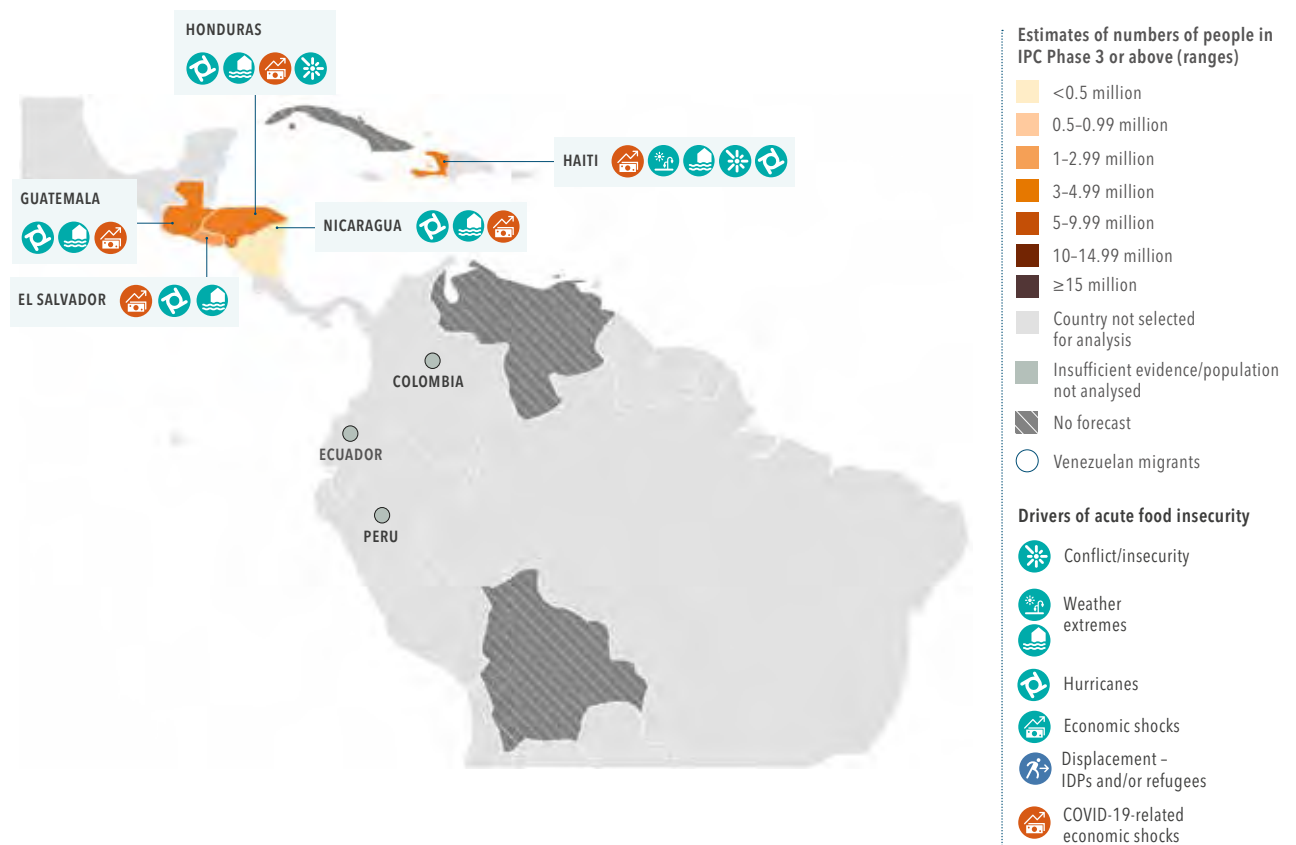 HONDURAS
HAITI
GUATEMALA
NICARAGUA
EL SALVADOR
COLOMBIA
ECUADOR
PERU
Estimates of numbers of people in
IPC Phase 3 or above (ranges)
<0.5 million
0.5–0.99 million
1–2.99 million
3–4.99 million
5–9.99 million
10–14.99 million
≥15 million
Country not selected
for analysis
Insufficient evidence/population
not analysed
No forecast
Venezuelan migrants
Drivers of acute food insecurity
Conflict/insecurity
Weather
extremes
Hurricanes
Economic shocks
Displacement –
IDPs and/or refugees
COVID-19-related
economic shocks